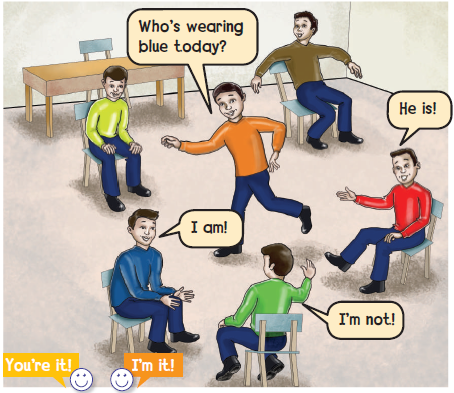 Who's wearing
blue today?
He is!
I am!
I'm not!
You're it!
I'm it!